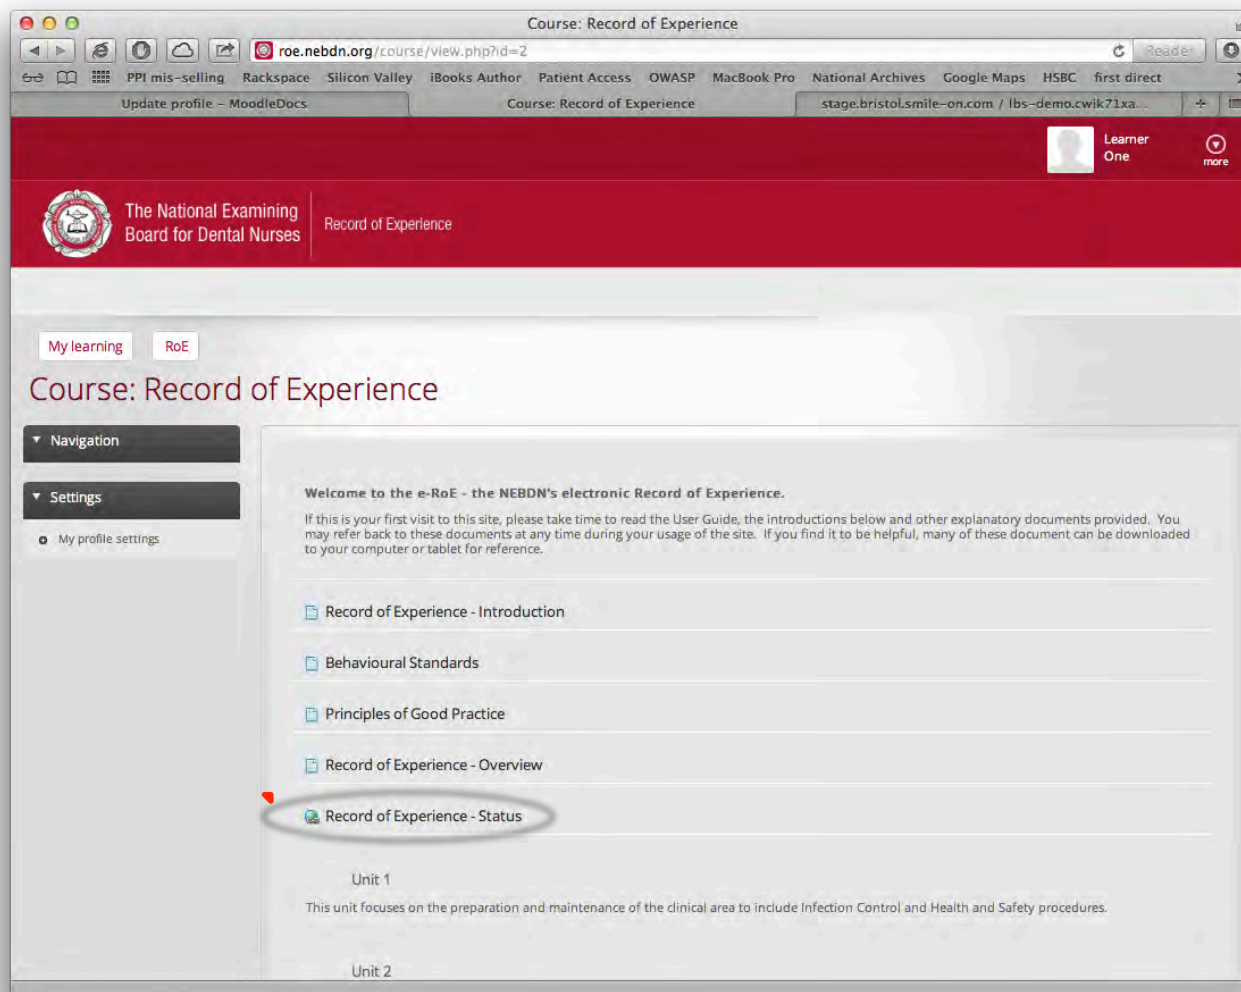 Course: Record of Experience
roe.nebdn.org/course/view.php?id=2
Reader
PPI mis-selling Rackspace Silicon Valley iBooks Author Patient Access OWASP MacBook Pro National Archives Google Maps HSBC first direct
Update profile – MoodleDocs Course: Record of Experience stage.bristol.smile-on.com / lbs-demo.cwik71xa... +
Learner
One
more
The National Examining
Board for Dental Nurses
Record of Experience
My learning RoE
Course: Record of Experience
Navigation
Settings
My profile settings
Welcome to the e-RoE - the NEBDN's electronic Record of Experience.
If this is your first visit to this site, please take time to read the User Guide, the introductions below and other explanatory documents provided. You
may refer back to these documents at any time during your usage of the site. If you find it to be helpful, many of these document can be downloaded
to your computer or tablet for reference.
Record of Experience - Introduction
Behavioural Standards
Principles of Good Practice
Record of Experience - Overview
Record of Experience - Status
Unit 1
This unit focuses on the preparation and maintenance of the clinical area to include Infection Control and Health and Safety procedures.
Unit 2